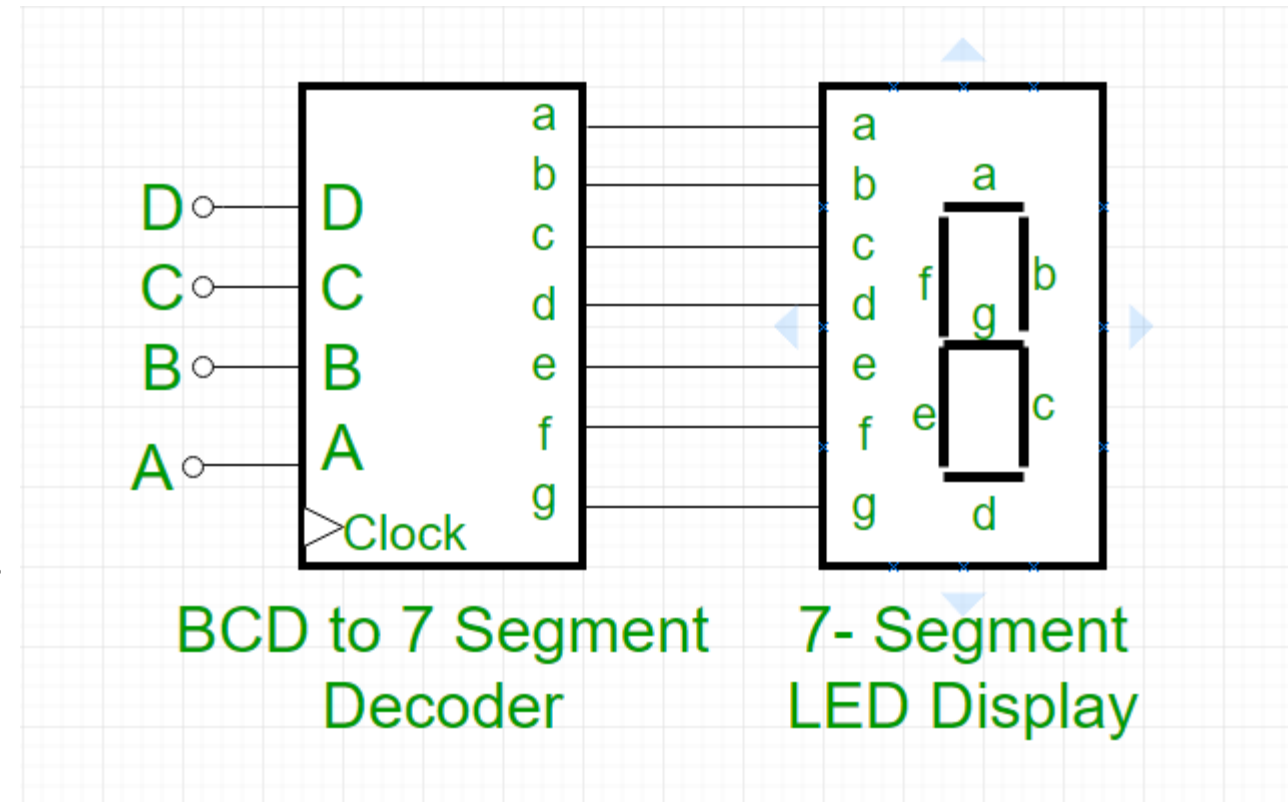 D D
C C
B B
A A
Clock
a
b
c
d
e
f
g
BCD to 7 Segment
Decoder
a
b
c
d
e
f
g
a
f b
g
e c
d
7- Segment
LED Display